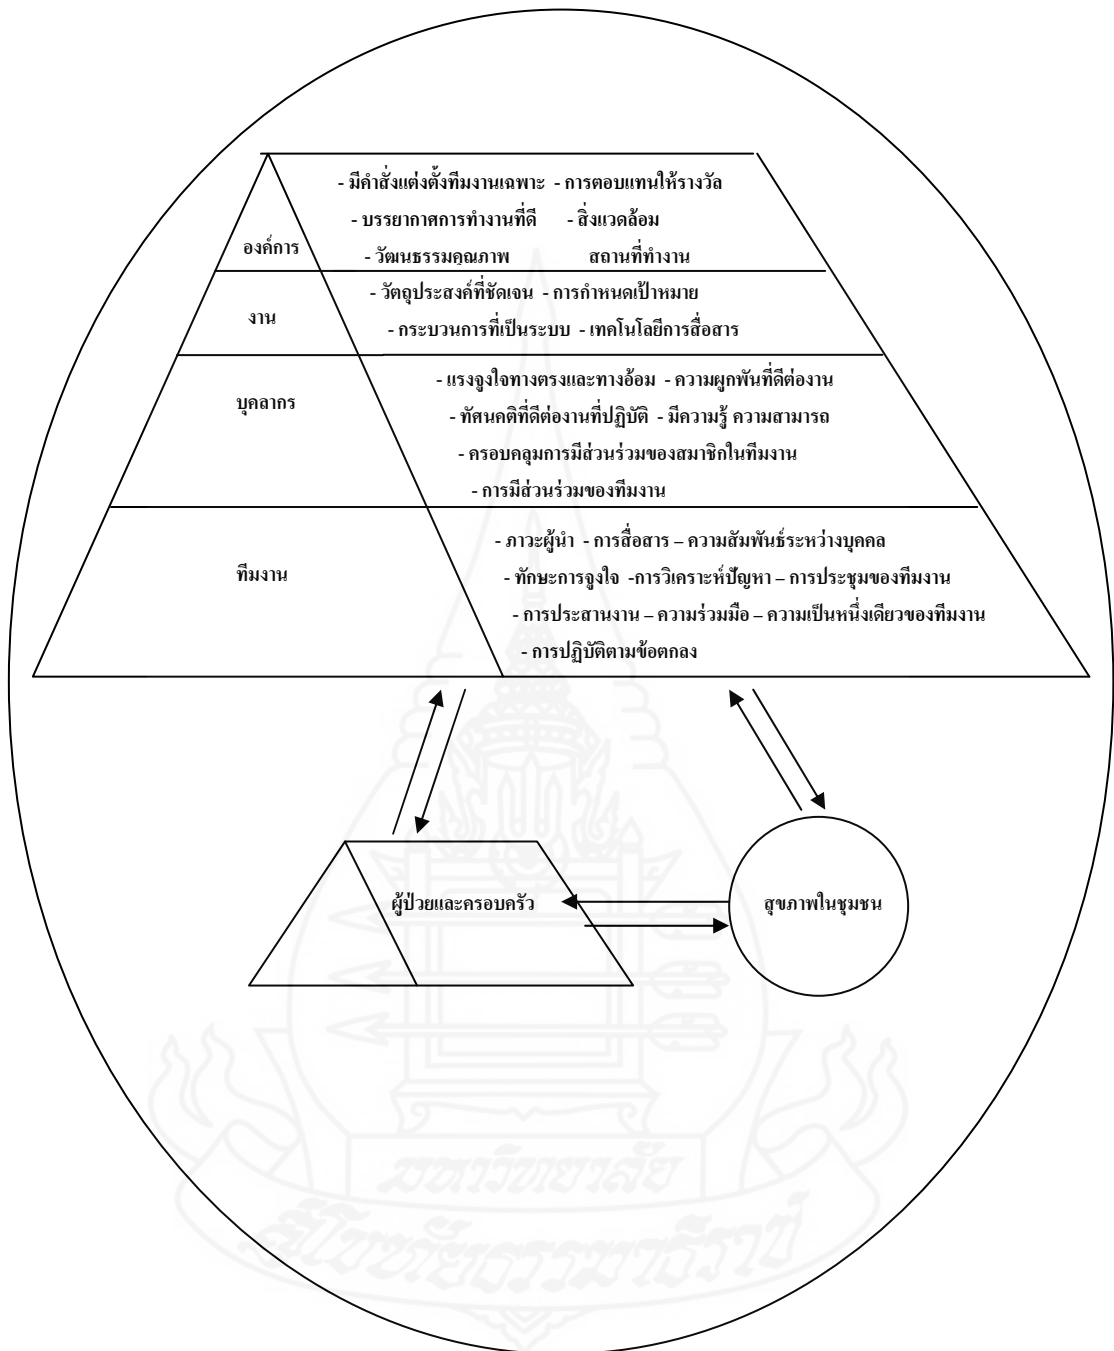 - มีคำสั่งแต่งตั้งทีมงานเฉพาะ - การตอบแทนให้รางวัล
- บรรยากาศการทำงานที่ดี - สิ่งแวดล้อม
องค์การ
- วัฒนธรรมคุณภาพ สถานที่ทำงาน
- วัตถุประสงค์ที่ชัดเจน - การกำหนดเป้าหมาย
งาน
- กระบวนการที่เป็นระบบ - เทคโนโลยีการสื่อสาร
- แรงจูงใจทางตรงและทางอ้อม - ความผูกพันที่ดีต่องาน
บุคลากร
- ทัศนคติที่ดีต่องานที่ปฏิบัติ - มีความรู้ ความสามารถ
- ครอบคลุมการมีส่วนร่วมของสมาชิกในทีมงาน
- การมีส่วนร่วมของทีมงาน
- ภาวะผู้นำ - การสื่อสาร – ความสัมพันธ์ระหว่างบุคคล
ทีมงาน
- ทักษะการจูงใจ -การวิเคราะห์ปัญหา – การประชุมของทีมงาน
- การประสานงาน – ความร่วมมือ – ความเป็นหนึ่งเดียวของทีมงาน
- การปฏิบัติตามข้อตกลง
ผู้ป่วยและครอบครัว
สุขภาพในชุมชน
มหาวิทยาลัย
สุโขทัยธรรมาธิราช